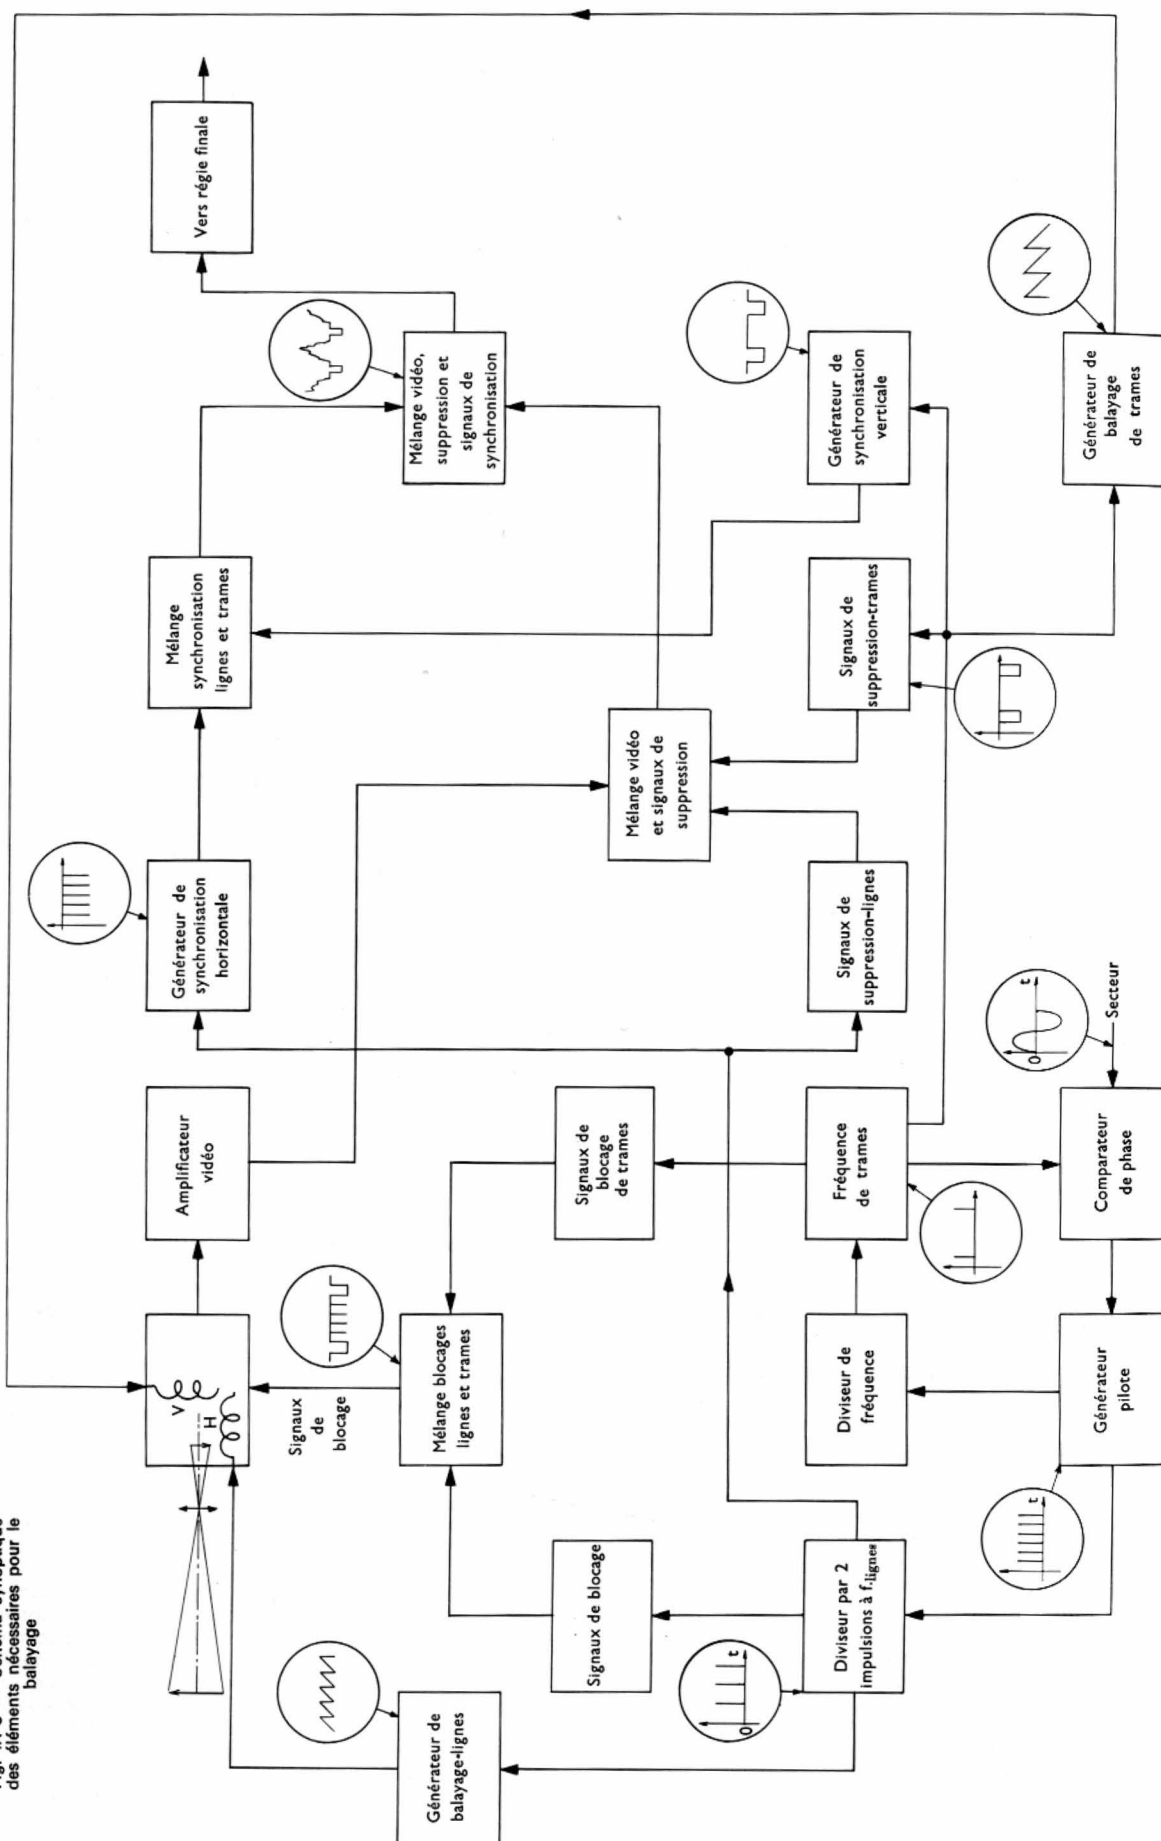 des éléments nécessaires pour le
balayage
Vers régie finale
Mélange vidéo,
suppression et
signaux de
synchronisation
Générateur de
synchronisation
verticale
Générateur de
balayage
de trames
Mélange
synchronisation
lignes et trames
Signaux de
suppression-trames
Mélange vidéo
et signaux de
suppression
Générateur de
synchronisation
horizontale
Signaux de
suppression-lignes
Secteur
0
t
Amplificateur
vidéo
Signaux de
blocage
de trames
Fréquence
de trames
Comparateur
de phase
V
H
Signaux
de
blocage
Mélange blocages
lignes et trames
Diviseur de
fréquence
Générateur
pilote
t
Signaux de blocage
Diviseur par 2
impulsions à f.lignes
0
t
Générateur de
balayage-lignes